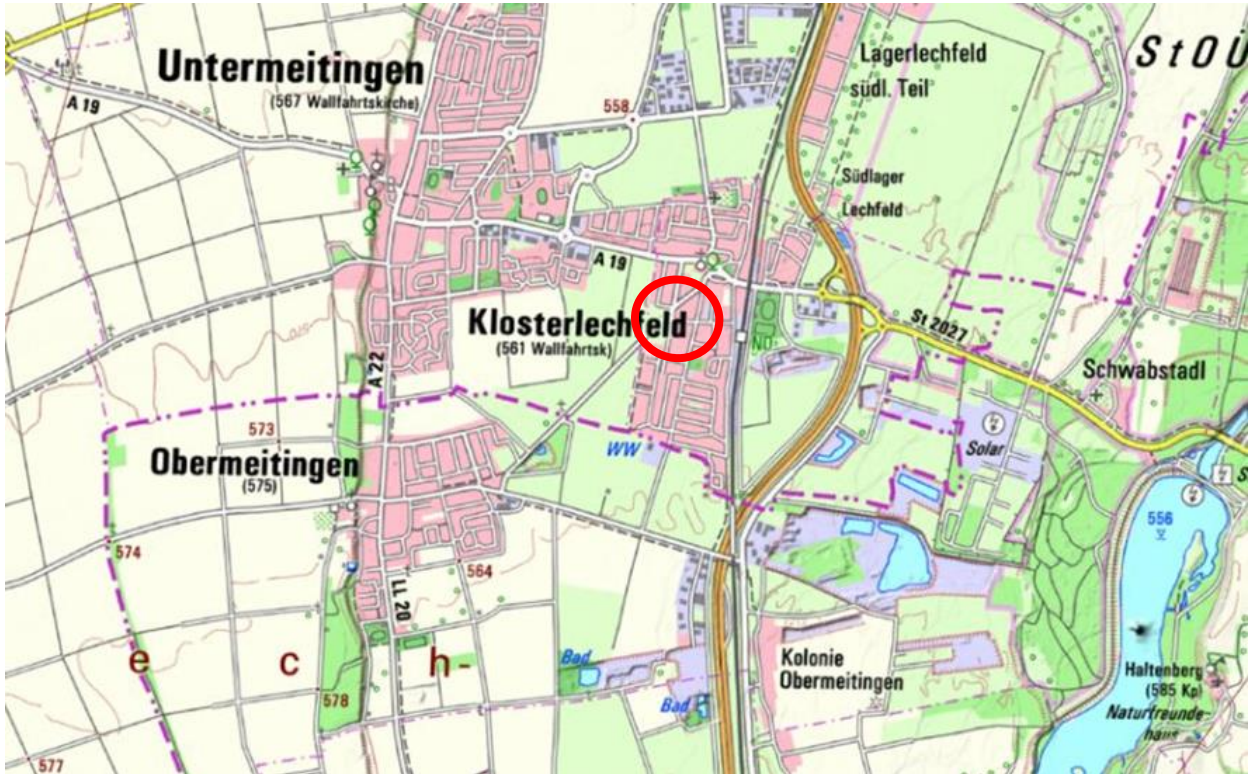 Untermeitingen
(567 Wallfahrtskirche)
A 19
558
Lagerlechfeld
südl. Teil
StOÜ
Südlager
Lechfeld
A 19
Klosterlechfeld
(561 Wallfahrtsk)
ND
St 2027
Schwabstadl
A 22
573
Obermeitingen
(575)
WW
Solar
574
556
564
LL 20
e c h-
Bad
Bad
578
Kolonie
Obermeitingen
Haltenberg
(585 Kp)
Naturfreunde-
haus
577